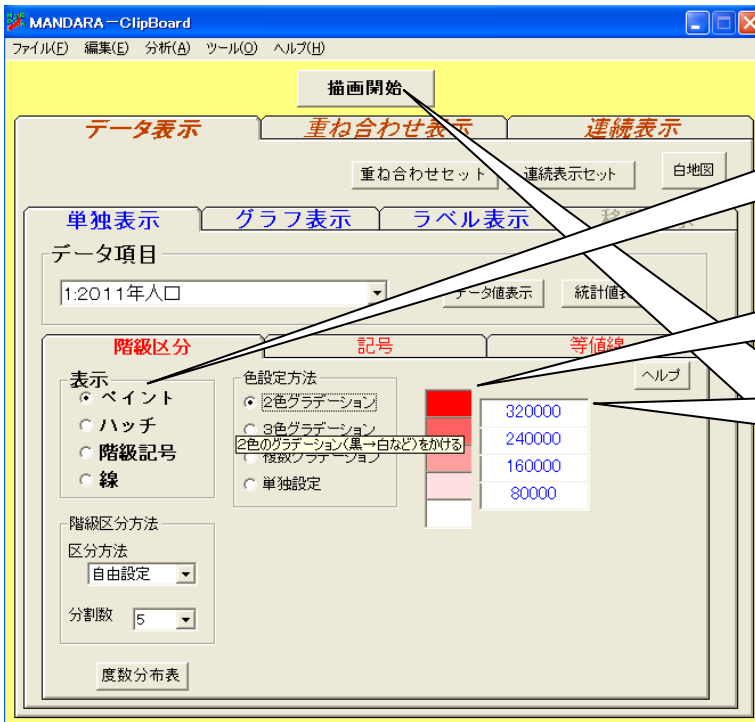 MANDARA－ClipBoard
ファイル(F) 編集(E) 分析(A) ツール(O) ヘルプ(H)
描画開始
データ表示 重ね合わせ表示 連続表示
重ね合わせセット 連続表示セット 白地図
単独表示 グラフ表示 ラベル表示
データ項目
1:2011年人口 データ値表示 統計値
階級区分 記号 等値線
表示 色設定方法 ヘルプ
ペイント 2色グラデーション 320000
ハッチ 3色グラデーション 240000
2色のグラデーション(黒→白など)をかける
階級記号 複数グラデーション 160000
線 単独設定 80000
階級区分方法
区分方法
自由設定
分割数 5
度数分布表